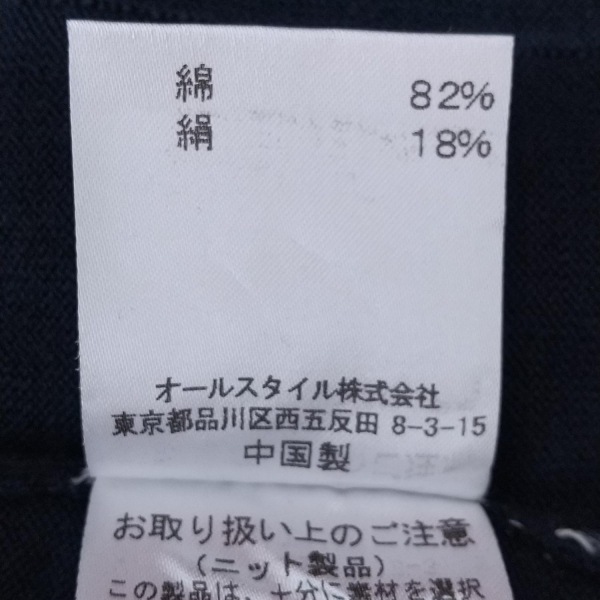 綿 82%
絹 18%
オールスタイル株式会社
東京都品川区西五反田 8-3-15
中国製
お取り扱い上のご注意
(ニット製品)
この製品は、十分に素材を選択